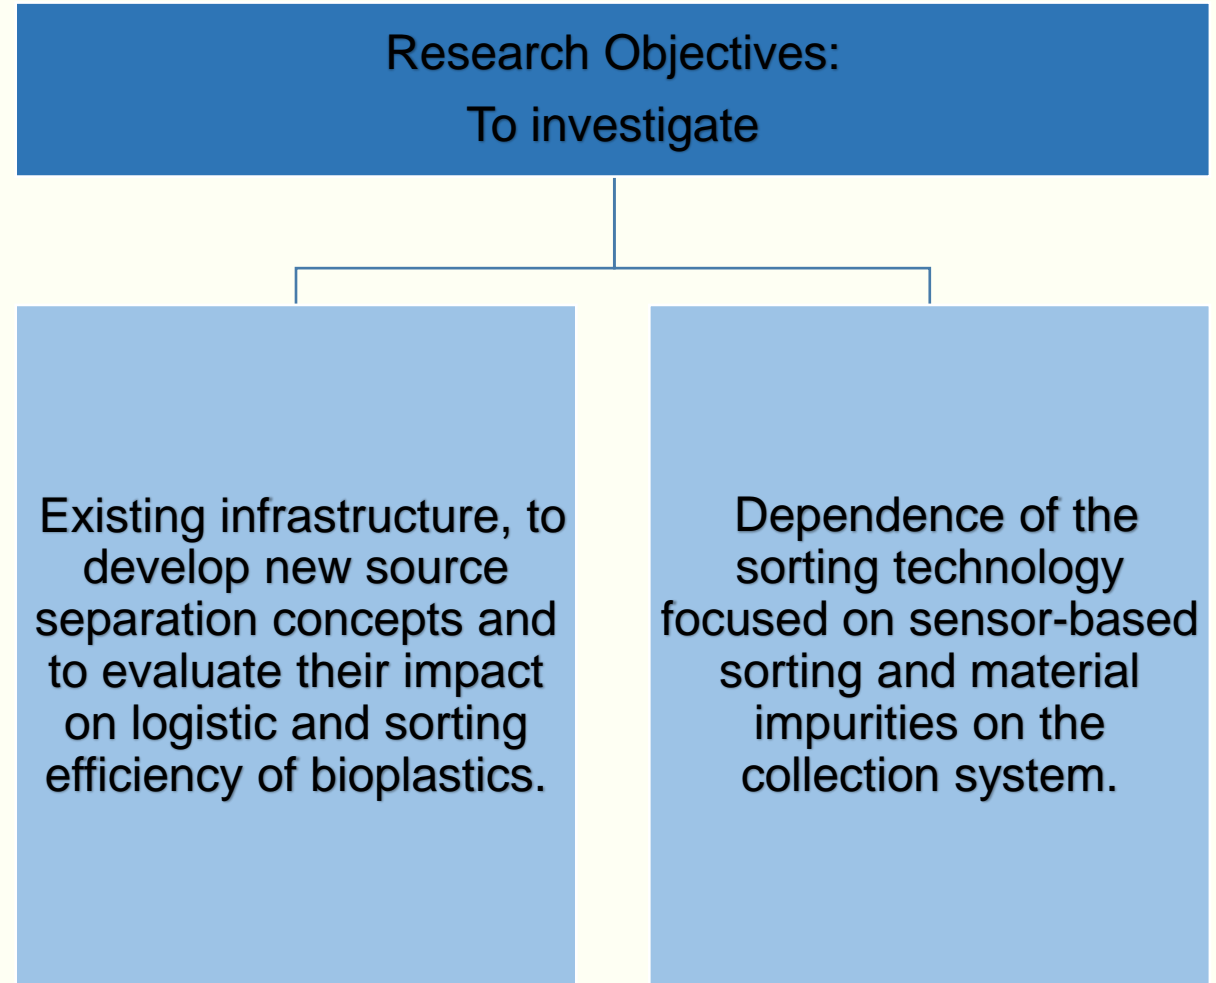 Research Objectives:
To investigate
Existing infrastructure, to
develop new source
separation concepts and
to evaluate their impact
on logistic and sorting
efficiency of bioplastics.
Dependence of the
sorting technology
focused on sensor-based
sorting and material
impurities on the
collection system.